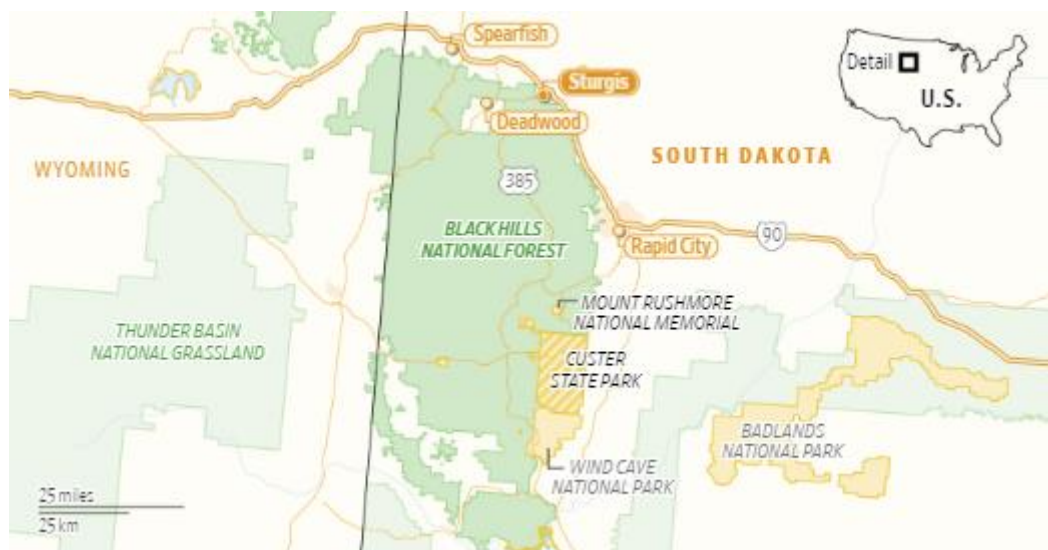 Spearfish
Detail
U.S.
Sturgis
Deadwood
WYOMING
SOUTH DAKOTA
385
BLACK HILLS
NATIONAL FOREST
90
Rapid City
MOUNT RUSHMORE
NATIONAL MEMORIAL
THUNDER BASIN
NATIONAL GRASSLAND
CUSTER
STATE PARK
BADLANDS
NATIONAL PARK
WIND CAVE
NATIONAL PARK
25 miles
25 km